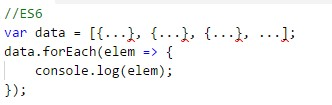 //ES6
var data = [{...}, {...}, {...}, ...];
data.forEach(elem => {
    console.log(elem);
});